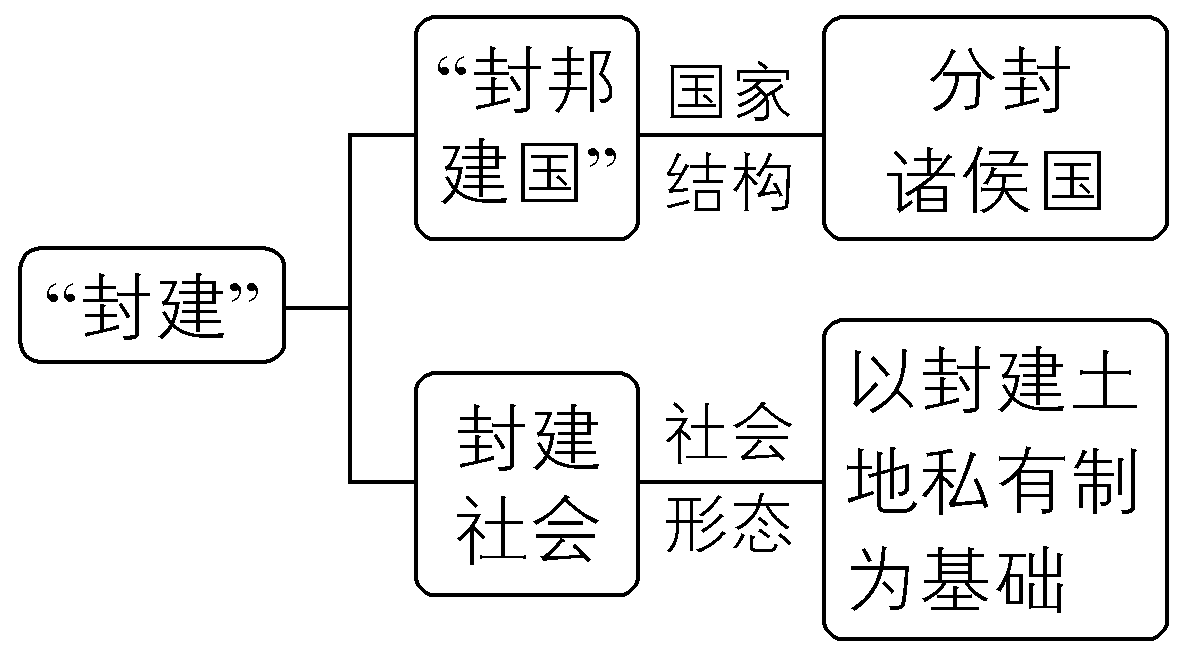 “封建”
“封邦
建国”
国家
结构
分封
诸侯国
封建
社会
社会
形态
以封建土
地私有制
为基础